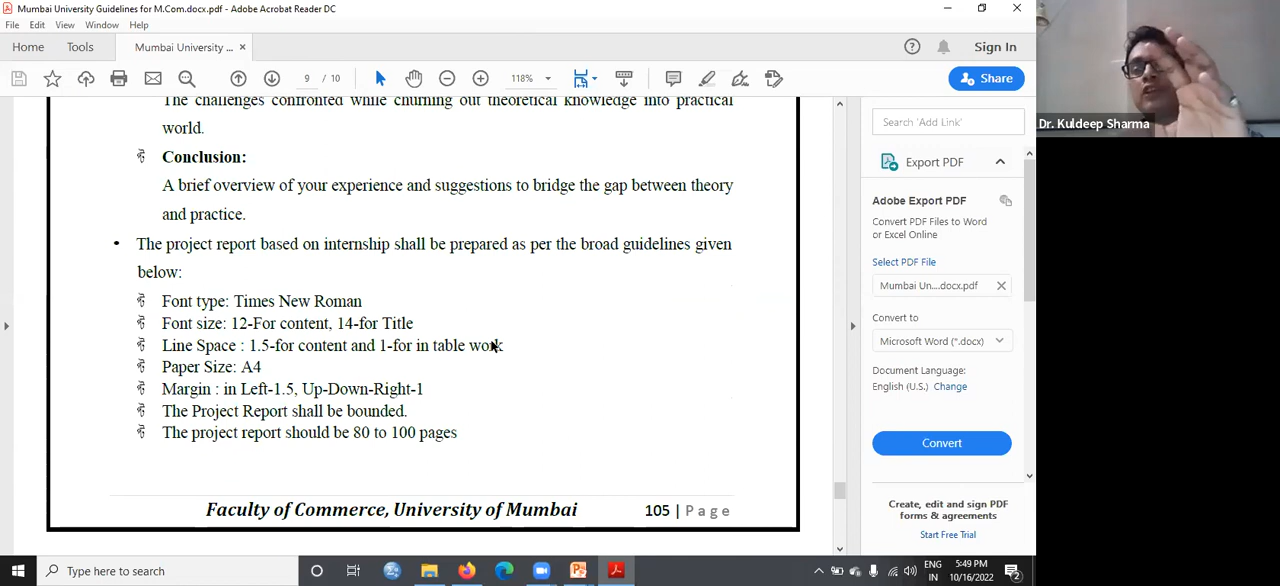 Mumbai University Guidelines for M.Com.docx.pdf - Adobe Acrobat Reader DC
File Edit View Window Help
Home Tools Mumbai University ... × Sign In
9 / 10 118% Share
The challenges confronted while churning out theoretical knowledge into practical
world.
Conclusion:
A brief overview of your experience and suggestions to bridge the gap between theory
and practice.
• The project report based on internship shall be prepared as per the broad guidelines given
below:
Font type: Times New Roman
Font size: 12-For content, 14-for Title
Line Space : 1.5-for content and 1-for in table work
Paper Size: A4
Margin : in Left-1.5, Up-Down-Right-1
The Project Report shall be bounded.
The project report should be 80 to 100 pages
Faculty of Commerce, University of Mumbai 105 | Page
Search 'Add Link'
Export PDF
Adobe Export PDF
Convert PDF Files to Word
or Excel Online
Select PDF File
Mumbai Un....docx.pdf
Convert to
Microsoft Word (*.docx)
Document Language:
English (U.S.) Change
Convert
Create, edit and sign PDF
forms & agreements
Start Free Trial
Dr. Kuldeep Sharma
Type here to search
ENG
IN
5:49 PM
10/16/2022
2